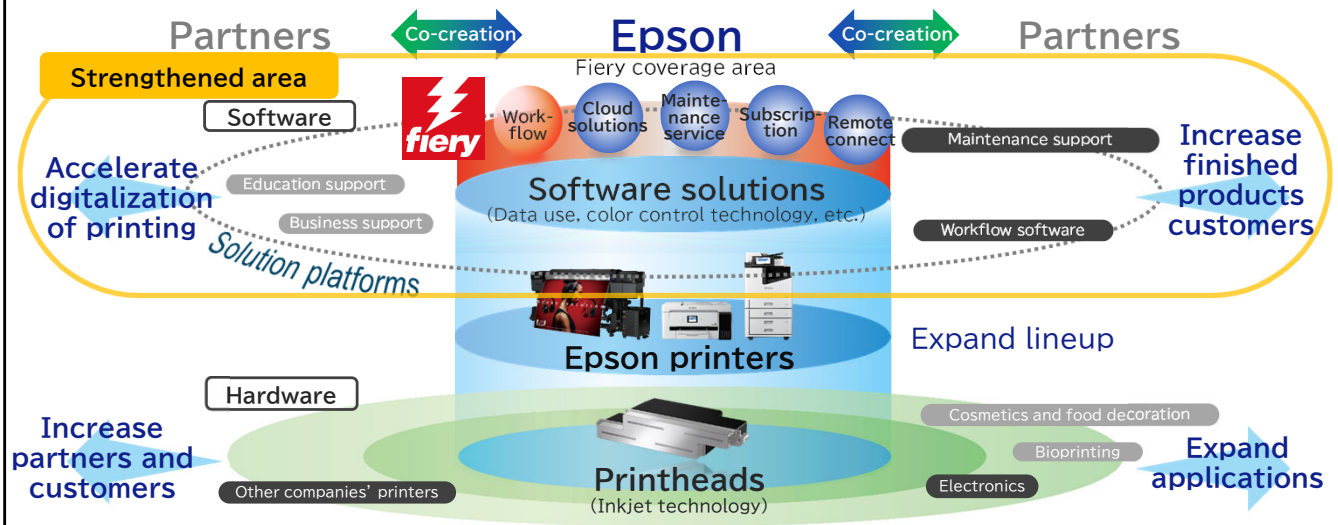 Partners
Co-creation
Epson
Co-creation
Partners
Strengthened area
Fiery coverage area
Software
fiery
Work-
flow
Cloud
solutions
Mainte-
nance
service
Subscrip-
tion
Remote
connect
Maintenance support
Accelerate
digitalization
of printing
Education support
Business support
Solution platforms
Software solutions
(Data use, color control technology, etc.)
Workflow software
Increase
finished
products
customers
Epson printers
Expand lineup
Hardware
Increase
partners and
customers
Other companies’ printers
Printheads
(Inkjet technology)
Cosmetics and food decoration
Bioprinting
Electronics
Expand
applications